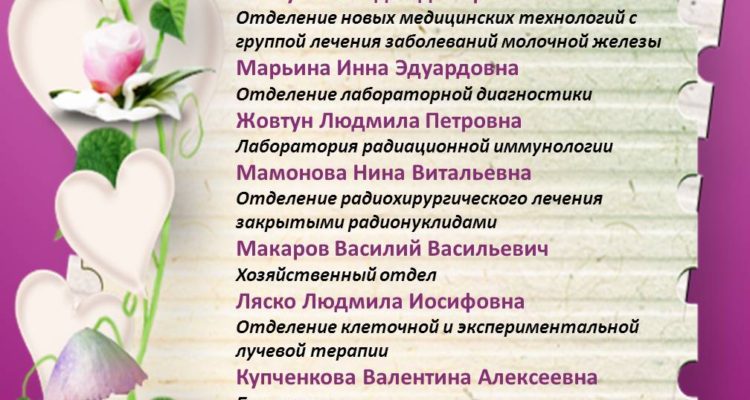 Отделение новых медицинских технологий с
группой лечения заболеваний молочной железы
Марьина Инна Эдуардовна
Отделение лабораторной диагностики
Жовтун Людмила Петровна
Лаборатория радиационной иммунологии
Мамонова Нина Витальевна
Отделение радиохирургического лечения
закрытыми радионуклидами
Макаров Василий Васильевич
Хозяйственный отдел
Ляско Людмила Иосифовна
Отделение клеточной и экспериментальной
лучевой терапии
Купченкова Валентина Алексеевна